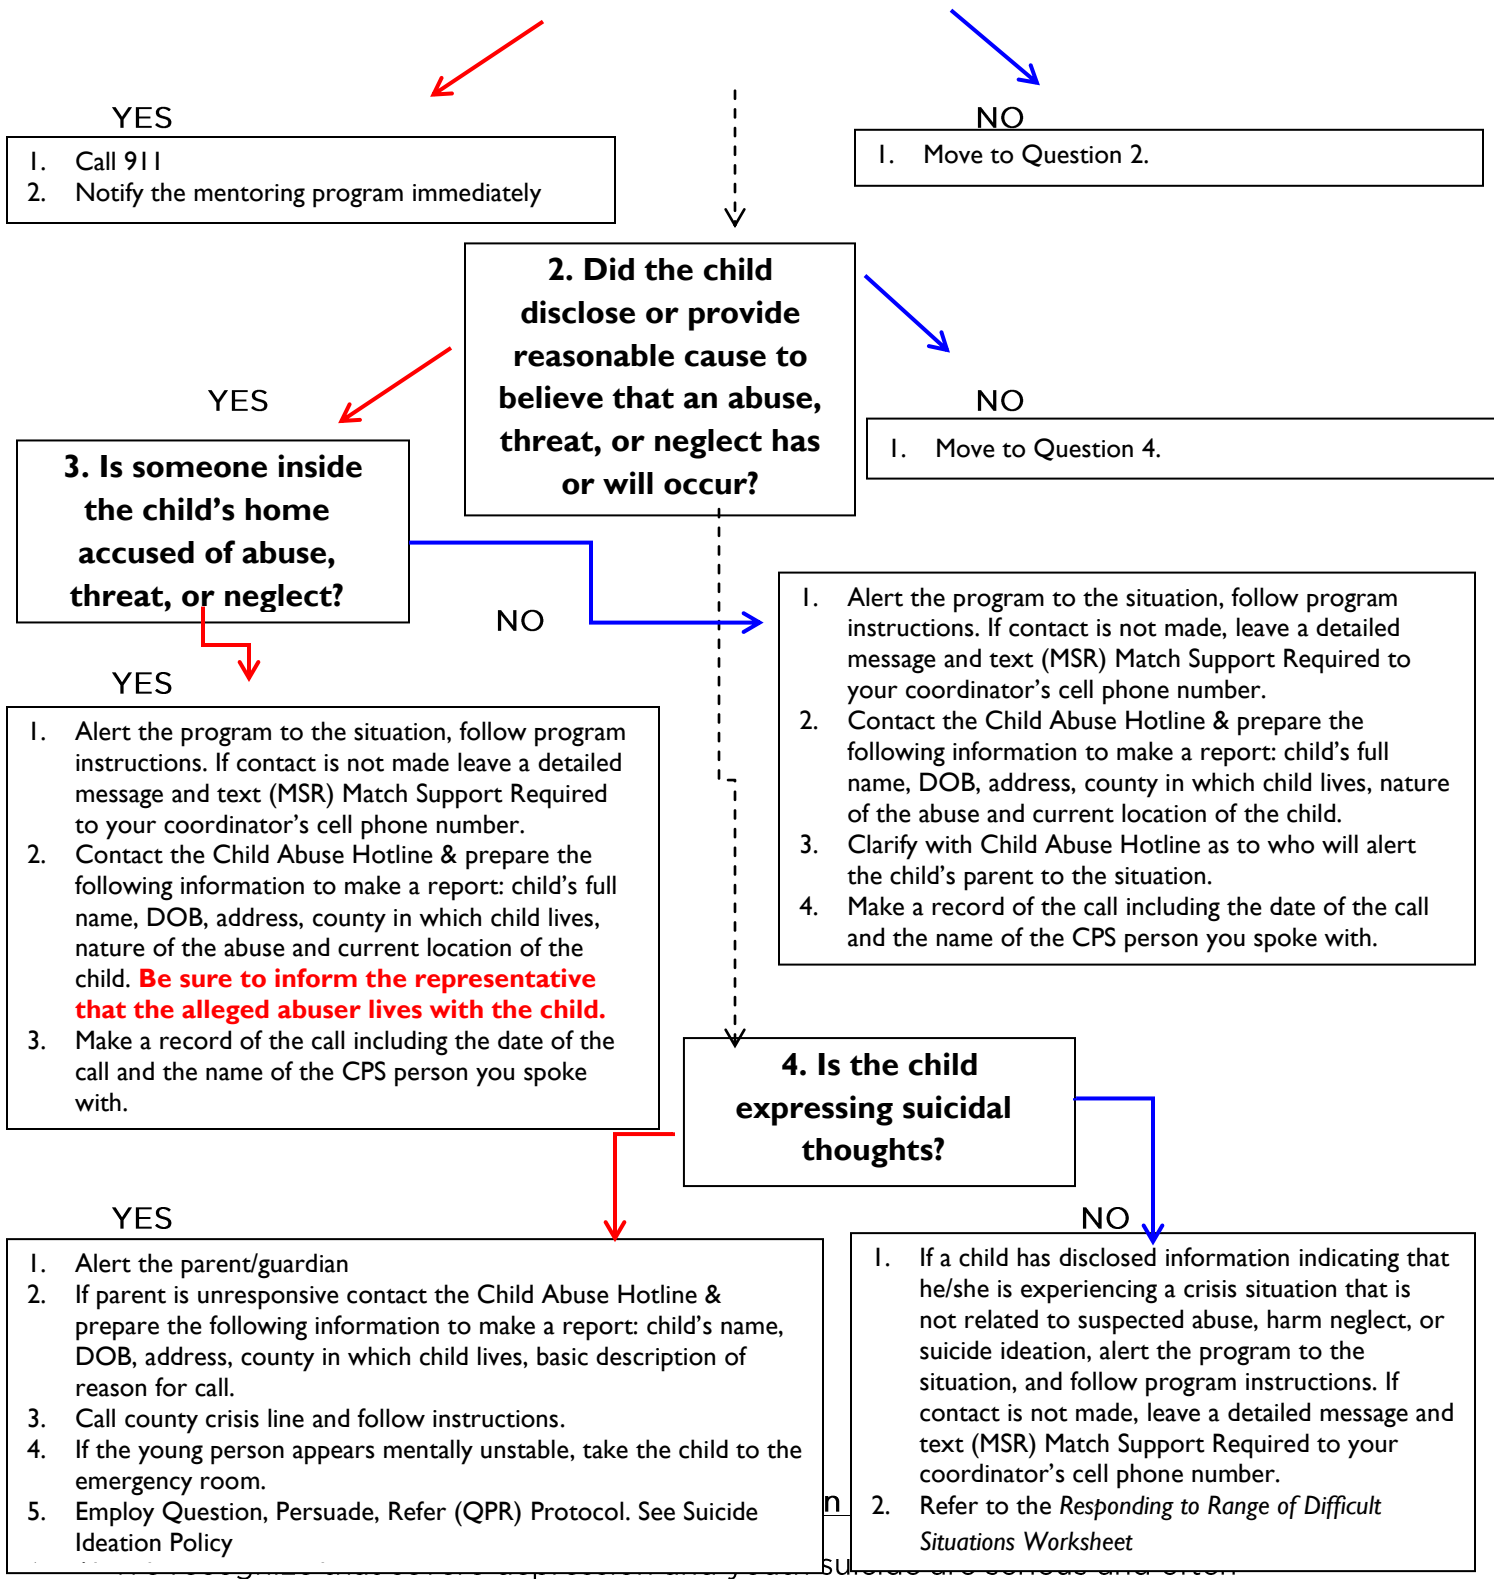 YES
1. Call 911
2. Notify the mentoring program immediately
NO
1. Move to Question 2.
2. Did the child
disclose or provide
reasonable cause to
believe that an abuse,
threat, or neglect has
or will occur?
YES
NO
1. Move to Question 4.
3. Is someone inside
the child's home
accused of abuse,
threat, or neglect?
NO
1. Alert the program to the situation, follow program
instructions. If contact is not made, leave a detailed
message and text (MSR) Match Support Required to
your coordinator's cell phone number.
2. Contact the Child Abuse Hotline & prepare the
following information to make a report: child's full
name, DOB, address, county in which child lives, nature
of the abuse and current location of the child.
3. Clarify with Child Abuse Hotline as to who will alert
the child's parent to the situation.
4. Make a record of the call including the date of the call
and the name of the CPS person you spoke with.
YES
1. Alert the program to the situation, follow program
instructions. If contact is not made leave a detailed
message and text (MSR) Match Support Required
to your coordinator's cell phone number.
2. Contact the Child Abuse Hotline & prepare the
following information to make a report: child's full
name, DOB, address, county in which child lives,
nature of the abuse and current location of the
child. Be sure to inform the representative
that the alleged abuser lives with the child.
3. Make a record of the call including the date of the
call and the name of the CPS person you spoke
with.
4. Is the child
expressing suicidal
thoughts?
YES
1. Alert the parent/guardian
2. If parent is unresponsive contact the Child Abuse Hotline &
prepare the following information to make a report: child's name,
DOB, address, county in which child lives, basic description of
reason for call.
3. Call county crisis line and follow instructions.
4. If the young person appears mentally unstable, take the child to the
emergency room.
5. Employ Question, Persuade, Refer (QPR) Protocol. See Suicide
Ideation Policy
NO
1. If a child has disclosed information indicating that
he/she is experiencing a crisis situation that is
not related to suspected abuse, harm neglect, or
suicide ideation, alert the program to the
situation, and follow program instructions. If
contact is not made, leave a detailed message and
text (MSR) Match Support Required to your
coordinator's cell phone number.
2. Refer to the Responding to Range of Difficult
Situations Worksheet
n